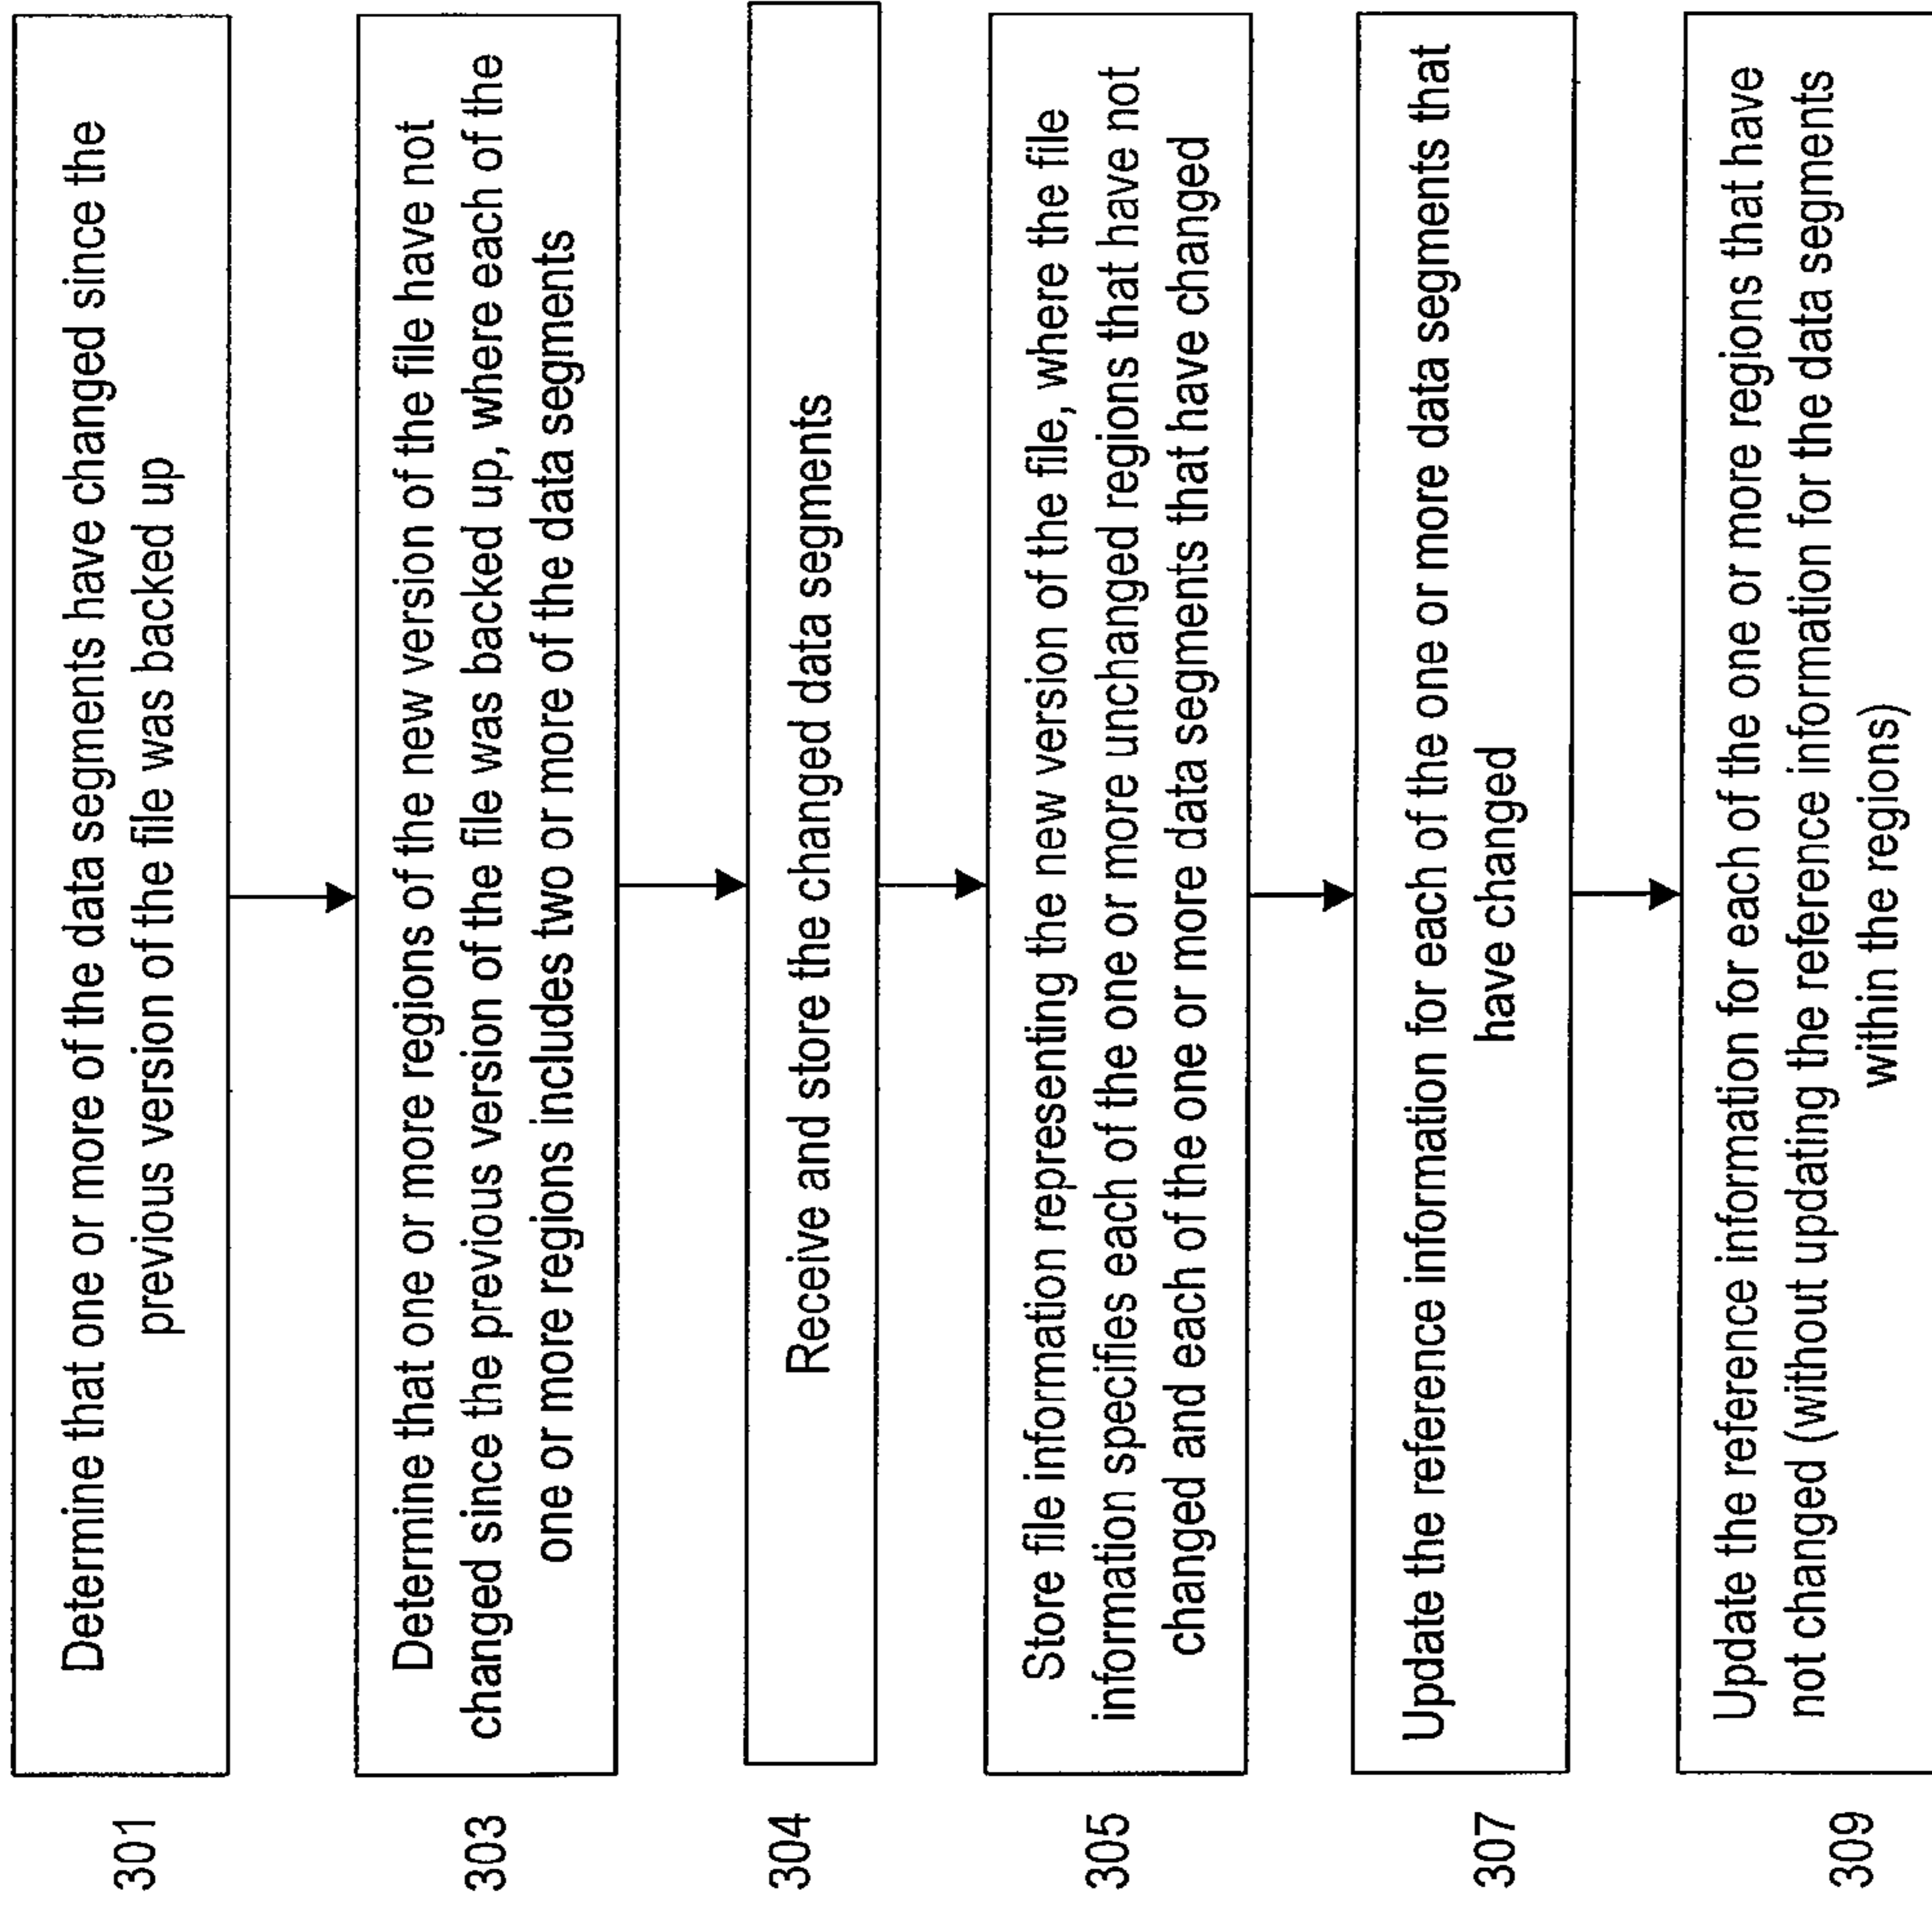 301
Determine that one or more of the data segments have changed since the
previous version of the file was backed up
303
Determine that one or more regions of the new version of the file have not
changed since the previous version of the file was backed up, where each of the
one or more regions includes two or more of the data segments
304
Receive and store the changed data segments
305
Store file information representing the new version of the file, where the file
information specifies each of the one or more unchanged regions that have not
changed and each of the one or more data segments that have changed
307
Update the reference information for each of the one or more data segments that
have changed
309
Update the reference information for each of the one or more regions that have
not changed (without updating the reference information for the data segments
within the regions)